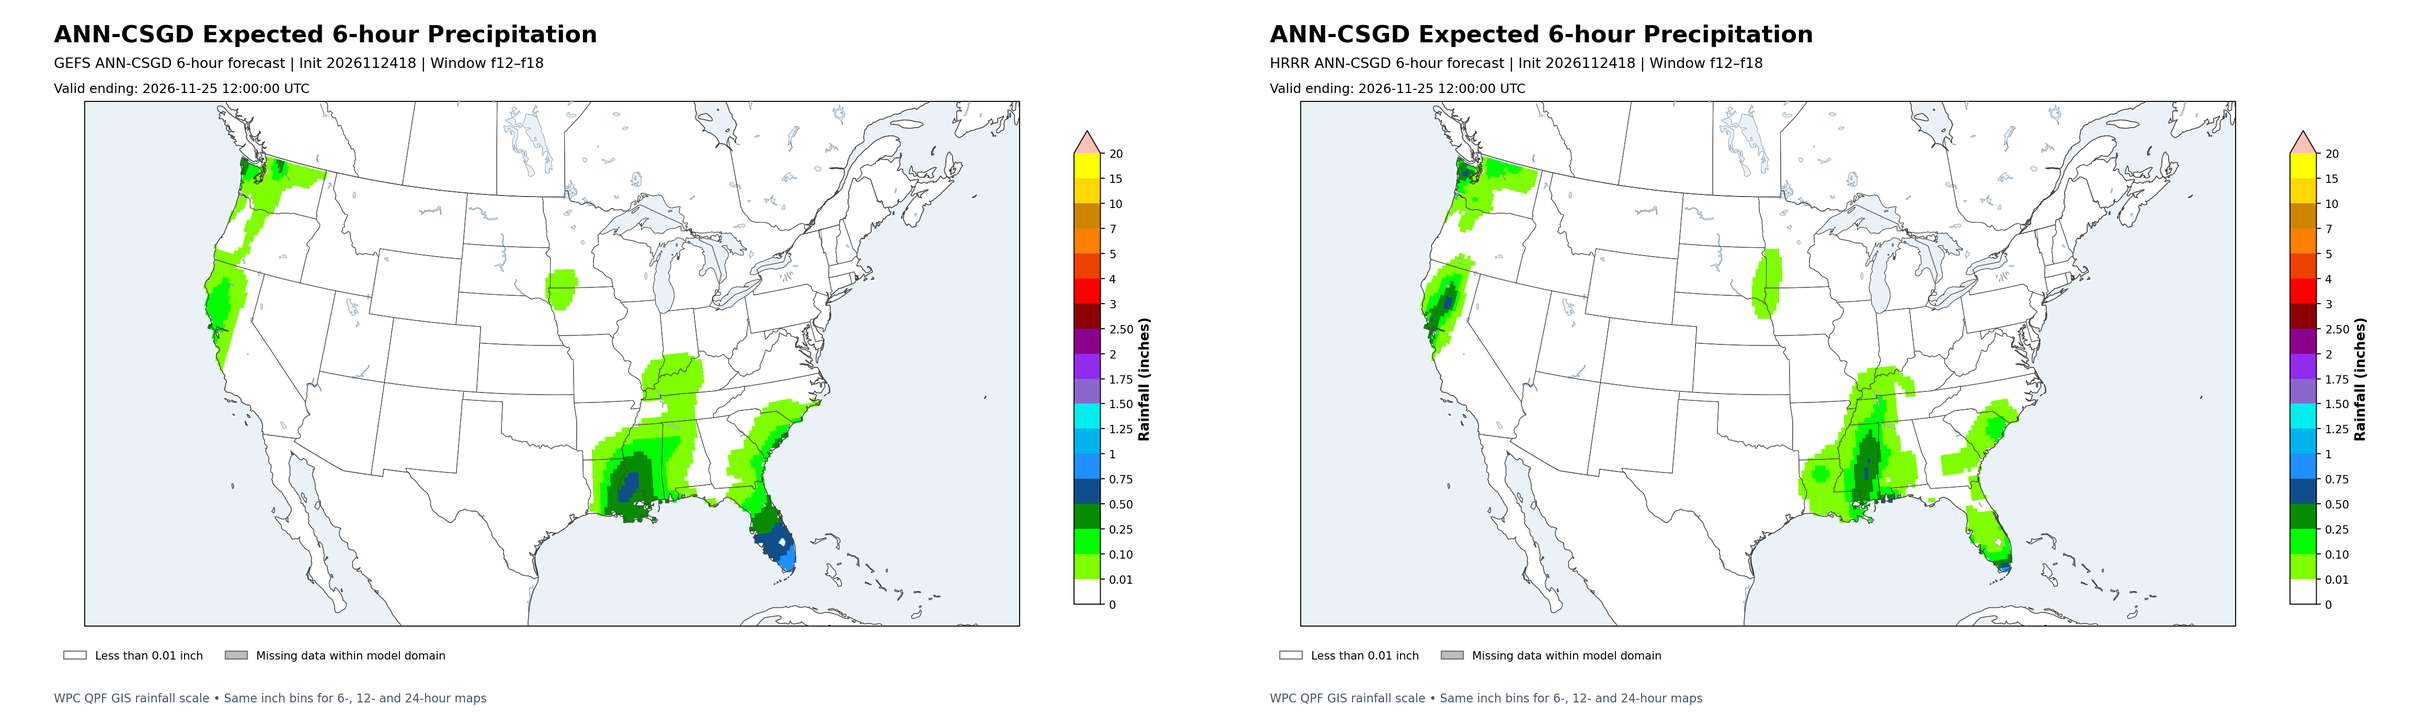 ANN-CSGD Expected 6-hour Precipitation
GEFS ANN-CSGD 6-hour forecast | Init 2026112418 | Window f12–f18
Valid ending: 2026-11-25 12:00:00 UTC
20
15
10
7
5
4
3
2.50
2
1.75
1.50
1.25
1
0.75
0.50
0.25
0.10
0.01
0
Rainfall (inches)
Less than 0.01 inch
Missing data within model domain
WPC QPF GIS rainfall scale • Same inch bins for 6-, 12- and 24-hour maps
ANN-CSGD Expected 6-hour Precipitation
HRRR ANN-CSGD 6-hour forecast | Init 2026112418 | Window f12–f18
Valid ending: 2026-11-25 12:00:00 UTC
20
15
10
7
5
4
3
2.50
2
1.75
1.50
1.25
1
0.75
0.50
0.25
0.10
0.01
0
Rainfall (inches)
Less than 0.01 inch
Missing data within model domain
WPC QPF GIS rainfall scale • Same inch bins for 6-, 12- and 24-hour maps